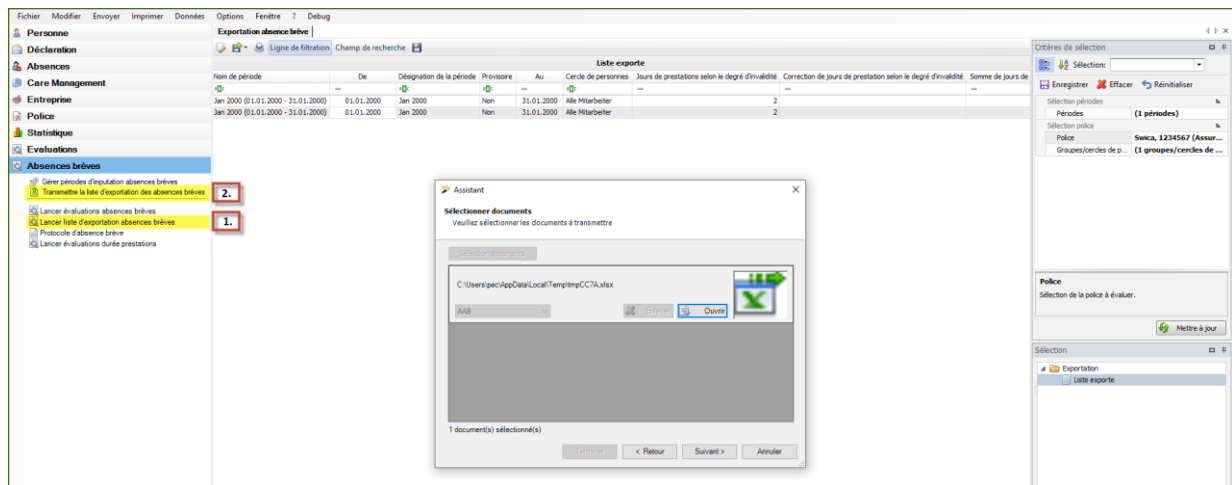 Fichier Modifier Envoyer Imprimer Données Options Fenêtre ? Debug
Personne
Déclaration
Absences
Care Management
Entreprise
Police
Statistique
Evaluations
Absences brèves
Gérer périodes d'imputation absences brèves
Transmettre la liste d'exportation des absences brèves
2.
Lancer évaluations absences brèves
Lancer liste d'exportation absences brèves
1.
Protocole d'absence brève
Lancer évaluations durée prestations
Exportation absence brève
Ligne de filtration Champ de recherche
Liste exporte
Nom de période De Désignation de la période Provisoire Au Cercle de personnes Jours de prestations selon le degré d'invalidité Correction de jours de prestation selon le degré d'invalidité Somme de jours de
Jan 2000 (01.01.2000 - 31.01.2000) 01.01.2000 Jan 2000 Non 31.01.2000 Alle Mitarbeiter 2
Jan 2000 (01.01.2000 - 31.01.2000) 01.01.2000 Jan 2000 Non 31.01.2000 Alle Mitarbeiter 2
Assistant
Sélectionner documents
Veuillez sélectionner les documents à transmettre
Sélection documents
C:\Users\pec\AppData\Local\Temp\tmpCC7A.xlsx
AAB Enlever Ouvrir
1 document(s) sélectionné(s)
Terminer < Retour Suivant > Annuler
Critères de sélection
Sélection:
Enregistrer Effacer Réinitialiser
Sélection périodes
Périodes (1 périodes)
Sélection police
Police Swica, 1234567 (Assur...
Groupes/cercles de p... (1 groupes/cercles de ...
Police
Sélection de la police à évaluer.
Mettre à jour
Sélection
Exportation
Liste exporte